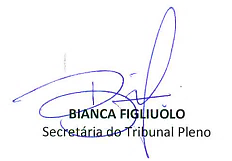 BIANCA FIGLIUOLO
Secretária do Tribunal Pleno